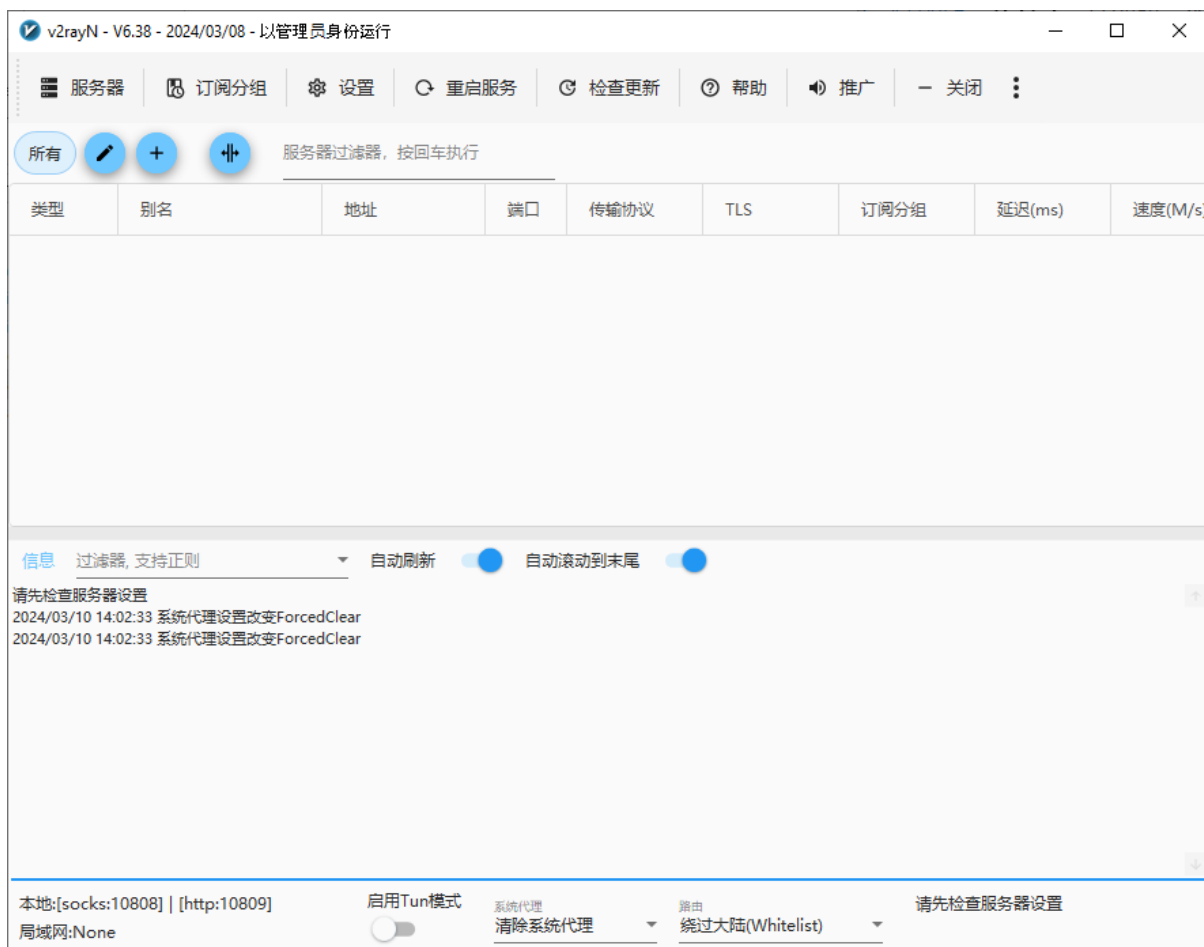 v2rayN - V6.38 - 2024/03/08 - 以管理员身份运行
服务器 订阅分组 设置 重启服务 检查更新 帮助 推广 关闭
所有 服务器过滤器，按回车执行
类型 别名 地址 端口 传输协议 TLS 订阅分组 延迟(ms) 速度(M/s)
信息 过滤器, 支持正则 自动刷新 自动滚动到末尾
请先检查服务器设置
2024/03/10 14:02:33 系统代理设置改变ForcedClear
2024/03/10 14:02:33 系统代理设置改变ForcedClear
本地:[socks:10808] | [http:10809] 启用Tun模式 系统代理 路由 请先检查服务器设置
局域网:None 清除系统代理 绕过大陆(Whitelist)